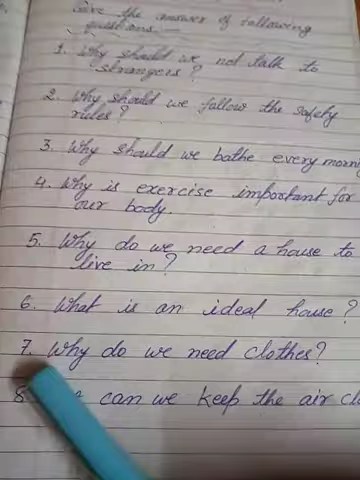 Give the answer of following
questions.—
1. Why should we not talk to
strangers?
2. Why should we follow the safety
rules?
3. Why should we bathe every morni
4. Why is exercise important for
our body.
5. Why do we need a house to
live in?
6. What is an ideal house?
7. Why do we need clothes?
8. can we keep the air cl